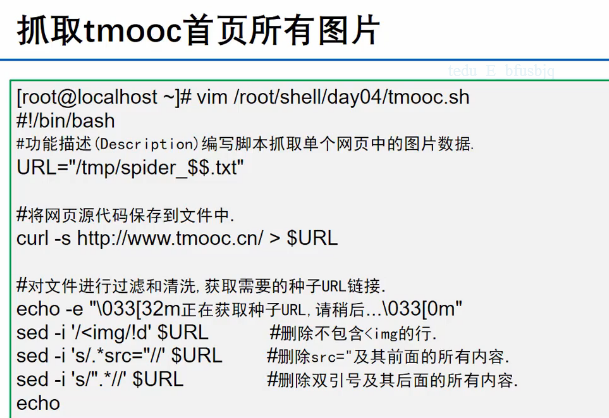 抓取tmooc首页所有图片
tedu_E_bfusbiq
[root@localhost ~]# vim /root/shell/day04/tmooc.sh
#!/bin/bash
#功能描述(Description)编写脚本抓取单个网页中的图片数据.
URL="/tmp/spider_$$.txt"
#将网页源代码保存到文件中.
curl -s http://www.tmooc.cn/ > $URL
#对文件进行过滤和清洗,获取需要的种子URL链接.
echo -e "\033[32m正在获取种子URL,请稍后...\033[0m"
sed -i '/<img/!d' $URL #删除不包含<img的行.
sed -i 's/.*src="//' $URL #删除src="及其前面的所有内容.
sed -i 's/".*//' $URL #删除双引号及其后面的所有内容.
echo